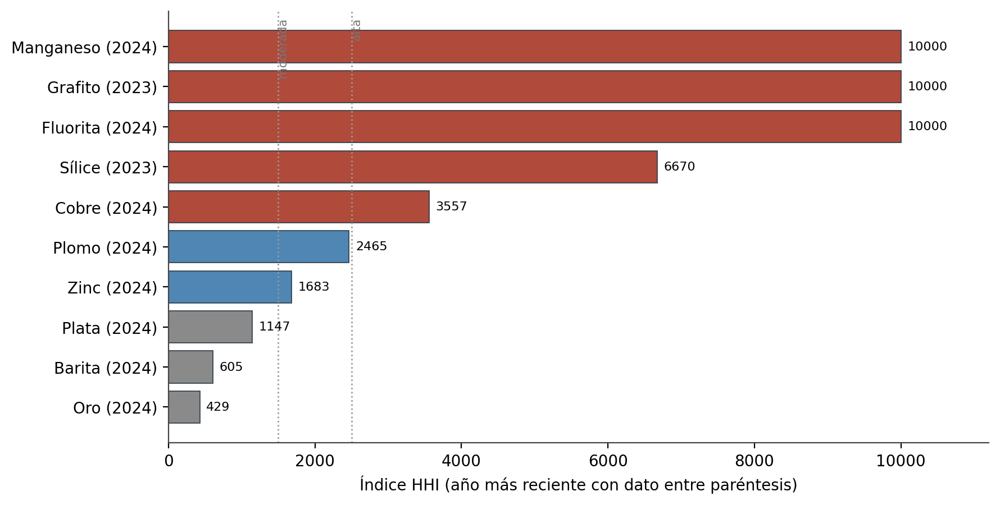 moderada
alta
Manganeso (2024) 10000
Grafito (2023) 10000
Fluorita (2024) 10000
Sílice (2023) 6670
Cobre (2024) 3557
Plomo (2024) 2465
Zinc (2024) 1683
Plata (2024) 1147
Barita (2024) 605
Oro (2024) 429
0 2000 4000 6000 8000 10000
Índice HHI (año más reciente con dato entre paréntesis)